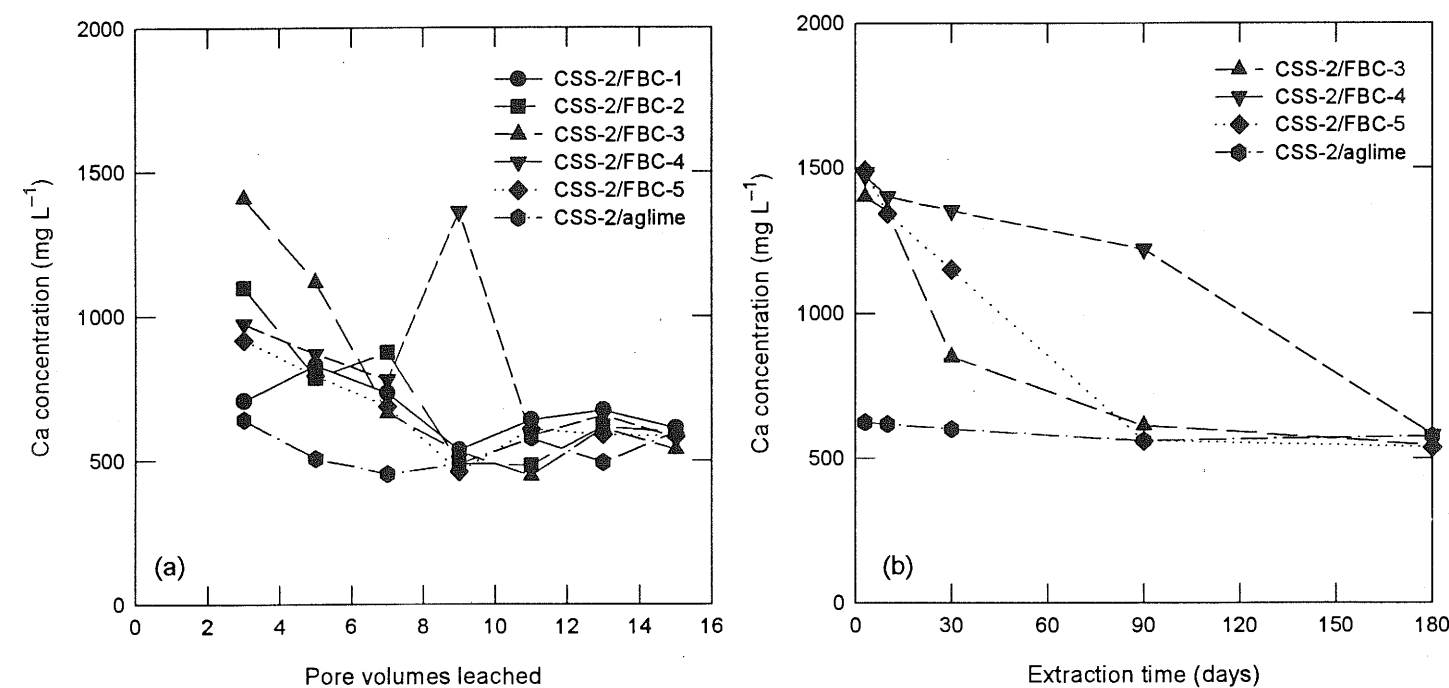 2000
1500
1000
500
0
Ca concentration (mg L⁻¹)
CSS-2/FBC-1
CSS-2/FBC-2
CSS-2/FBC-3
CSS-2/FBC-4
CSS-2/FBC-5
CSS-2/aglime
(a)
0 2 4 6 8 10 12 14 16
Pore volumes leached
2000
1500
1000
500
0
Ca concentration (mg L⁻¹)
CSS-2/FBC-3
CSS-2/FBC-4
CSS-2/FBC-5
CSS-2/aglime
(b)
0 30 60 90 120 150 180
Extraction time (days)